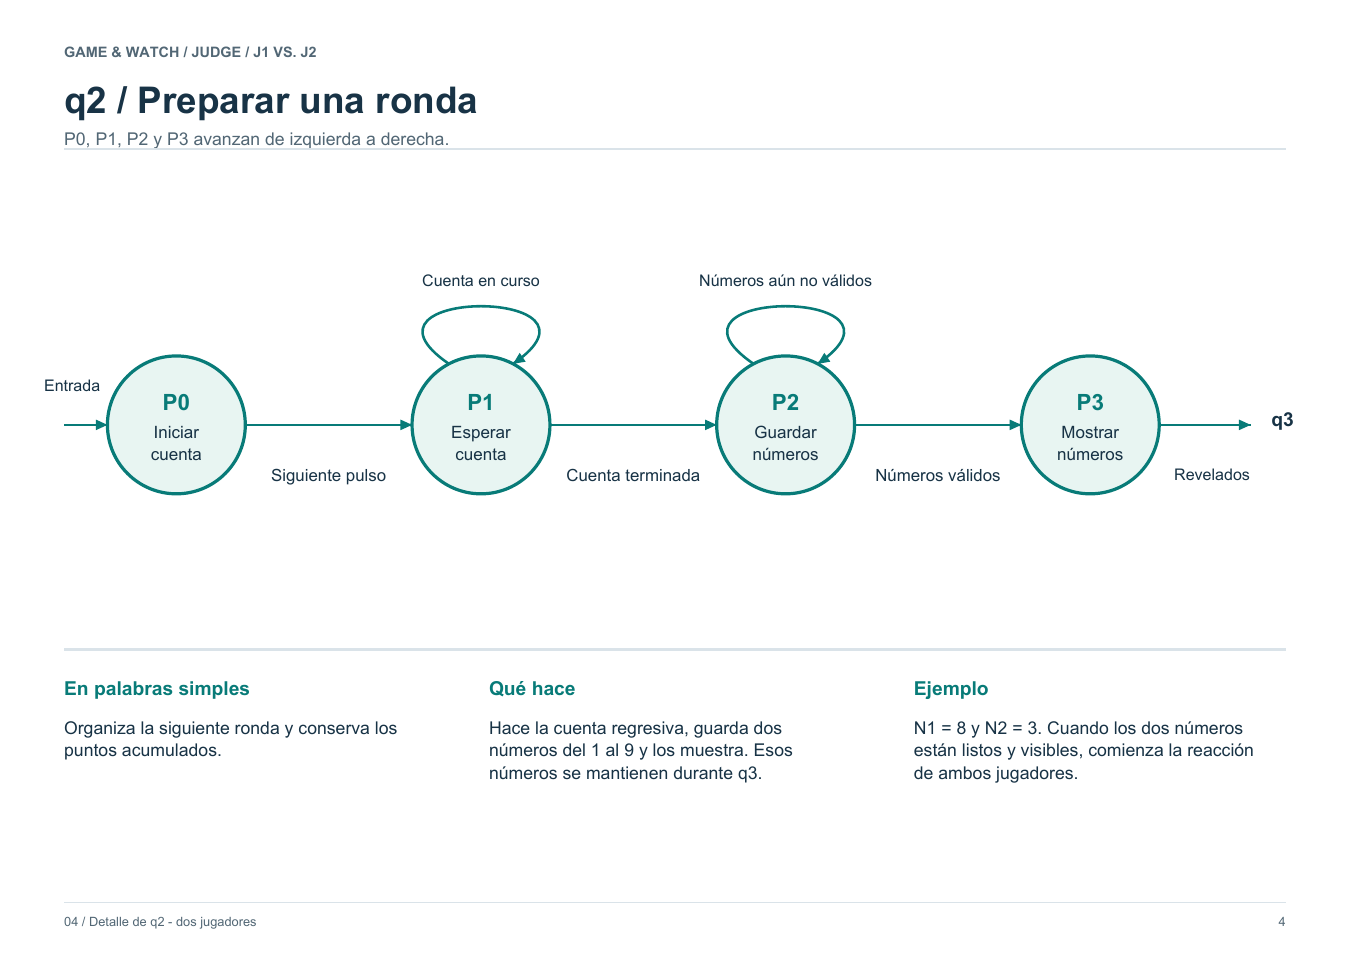 GAME & WATCH / JUDGE / J1 VS. J2
q2 / Preparar una ronda
P0, P1, P2 y P3 avanzan de izquierda a derecha.
Cuenta en curso
Números aún no válidos
Entrada
P0
Iniciar
cuenta
Siguiente pulso
P1
Esperar
cuenta
Cuenta terminada
P2
Guardar
números
Números válidos
P3
Mostrar
números
Revelados
q3
En palabras simples
Organiza la siguiente ronda y conserva los
puntos acumulados.
Qué hace
Hace la cuenta regresiva, guarda dos
números del 1 al 9 y los muestra. Esos
números se mantienen durante q3.
Ejemplo
N1 = 8 y N2 = 3. Cuando los dos números
están listos y visibles, comienza la reacción
de ambos jugadores.
04 / Detalle de q2 - dos jugadores
4